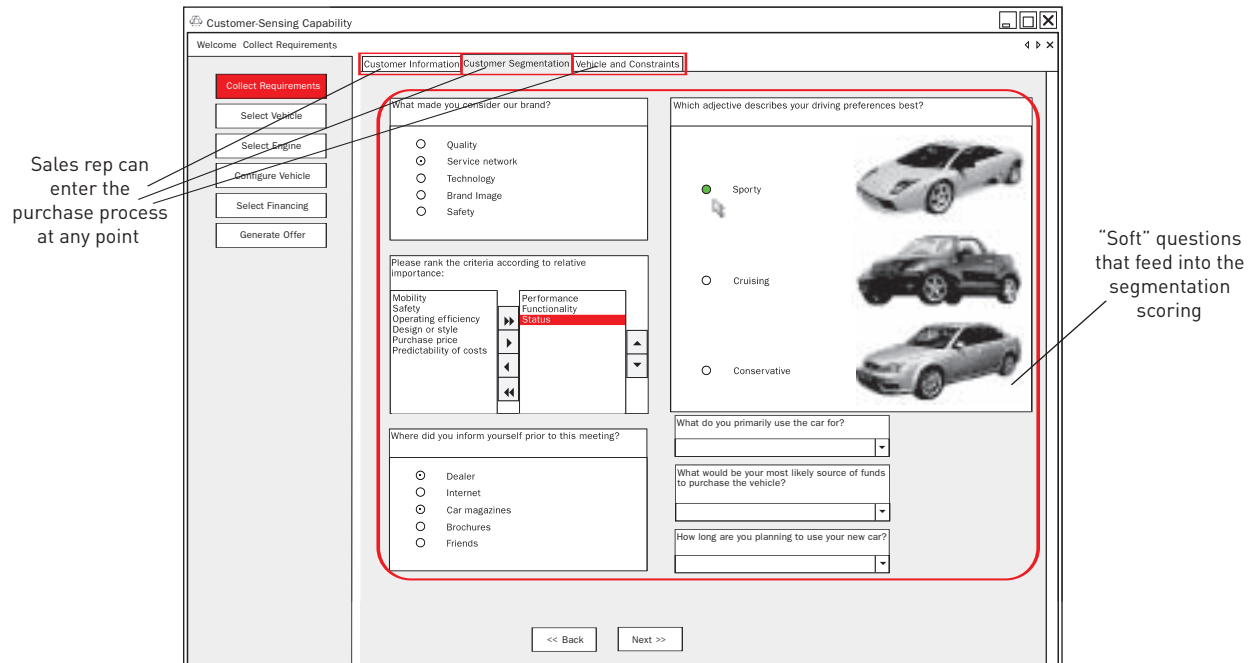 Customer-Sensing Capability
Welcome Collect Requirements
Customer Information
Customer Segmentation
Vehicle and Constraints
Collect Requirements
Select Vehicle
Select Engine
Configure Vehicle
Select Financing
Generate Offer
Sales rep can
enter the
purchase process
at any point
What made you consider our brand?
Quality
Service network
Technology
Brand Image
Safety
Please rank the criteria according to relative
importance:
Mobility
Safety
Operating efficiency
Design or style
Purchase price
Predictability of costs
Performance
Functionality
Status
Where did you inform yourself prior to this meeting?
Dealer
Internet
Car magazines
Brochures
Friends
Which adjective describes your driving preferences best?
Sporty
Cruising
Conservative
What do you primarily use the car for?
What would be your most likely source of funds
to purchase the vehicle?
How long are you planning to use your new car?
“Soft” questions
that feed into the
segmentation
scoring
<< Back
Next >>